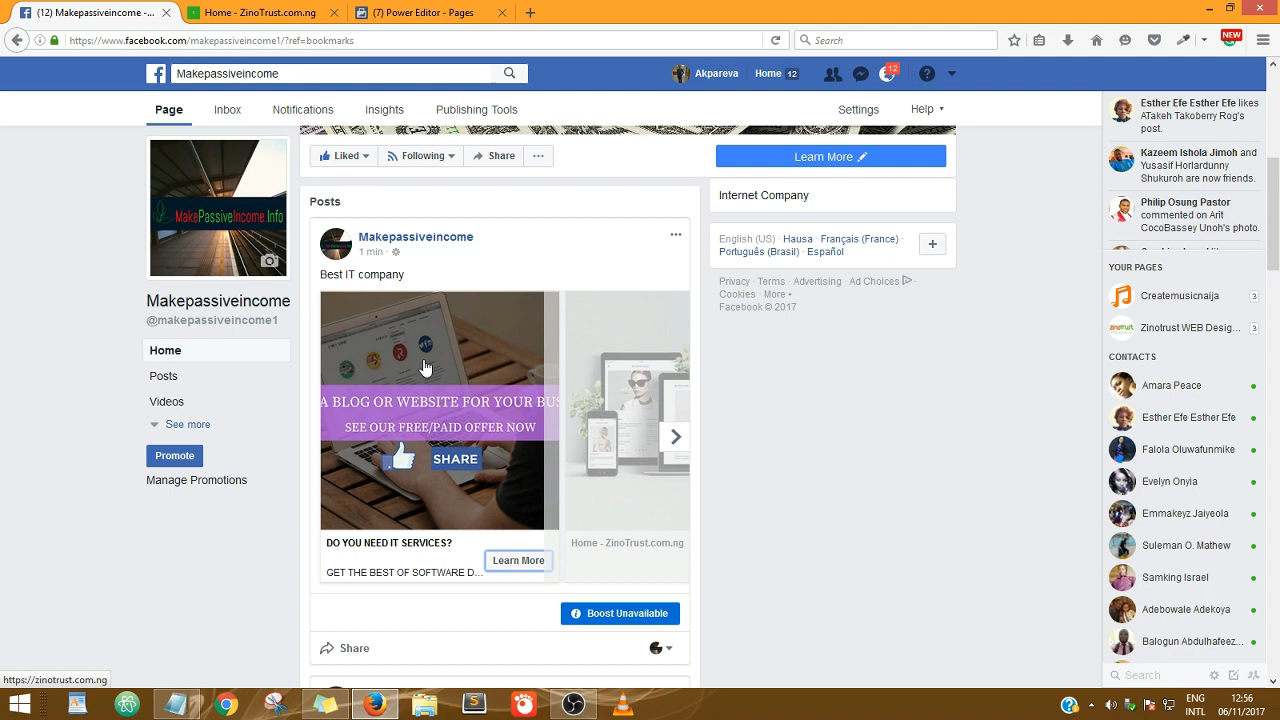 (12) Makepassiveincome -...
Home - ZinoTrust.com.ng
(7) Power Editor - Pages
https://www.facebook.com/makepassiveincome1/?ref=bookmarks
Search
NEW
Makepassiveincome
Akpareva
Home 12
12
Page
Inbox
Notifications
Insights
Publishing Tools
Settings
Help
Liked
Following
Share
Learn More
MakePassiveIncome Info
Makepassiveincome
@makepassiveincome1
Home
Posts
Videos
See more
Promote
Manage Promotions
Posts
Makepassiveincome
1 min
Best IT company
A BLOG OR WEBSITE FOR YOUR BUS
SEE OUR FREE/PAID OFFER NOW
SHARE
DO YOU NEED IT SERVICES?
Learn More
GET THE BEST OF SOFTWARE D...
Home - ZinoTrust.com.ng
Boost Unavailable
Share
Internet Company
English (US) · Hausa · Français (France) ·
Português (Brasil) · Español
Privacy · Terms · Advertising · Ad Choices ·
Cookies · More
Facebook © 2017
Esther Efe Esther Efe likes
ATakeh Takoberry Rog's
post.
Kazeem Ishola Jimoh and
Yusasif Horlardunny
Shukuroh are now friends.
Philip Osung Pastor
commented on Arit
CocoBassey Unoh's photo.
YOUR PAGES
Createmusicnaija 3
Zinotrust WEB Desig... 3
CONTACTS
Amara Peace
Esther Efe Esther Efe
Falola Oluwafunmike
Evelyn Onyia
Emmakeyz Jaiyeola
Suleman O. Mathew
Samking Israel
Adebowale Adekoya
Balogun Abdulhafeez...
Search
https://zinotrust.com.ng
ENG
INTL
12:56
06/11/2017